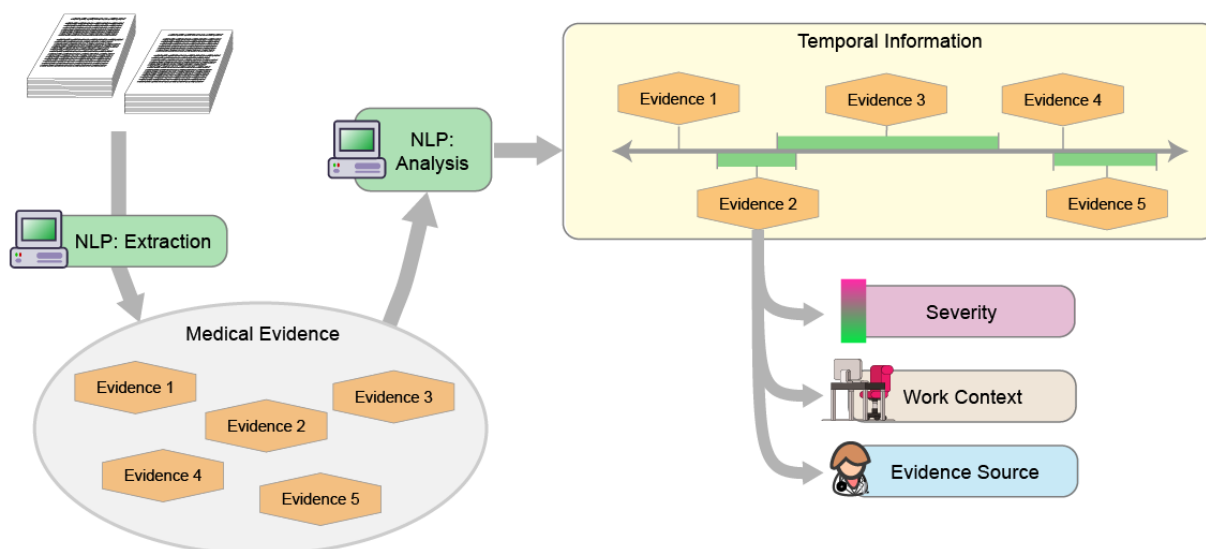 Temporal Information
Evidence 1
Evidence 3
Evidence 4
Evidence 2
Evidence 5
NLP:
Analysis
NLP: Extraction
Medical Evidence
Evidence 1
Evidence 3
Evidence 2
Evidence 4
Evidence 5
Severity
Work Context
Evidence Source